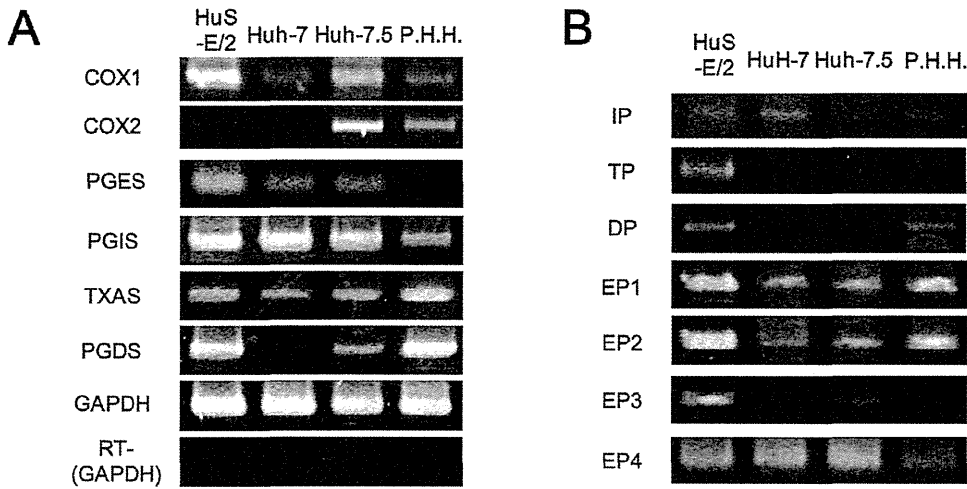 A
HuS
-E/2
Huh-7
Huh-7.5
P.H.H.
COX1
COX2
PGES
PGIS
TXAS
PGDS
GAPDH
RT-
(GAPDH)
B
HuS
-E/2
HuH-7
Huh-7.5
P.H.H.
IP
TP
DP
EP1
EP2
EP3
EP4